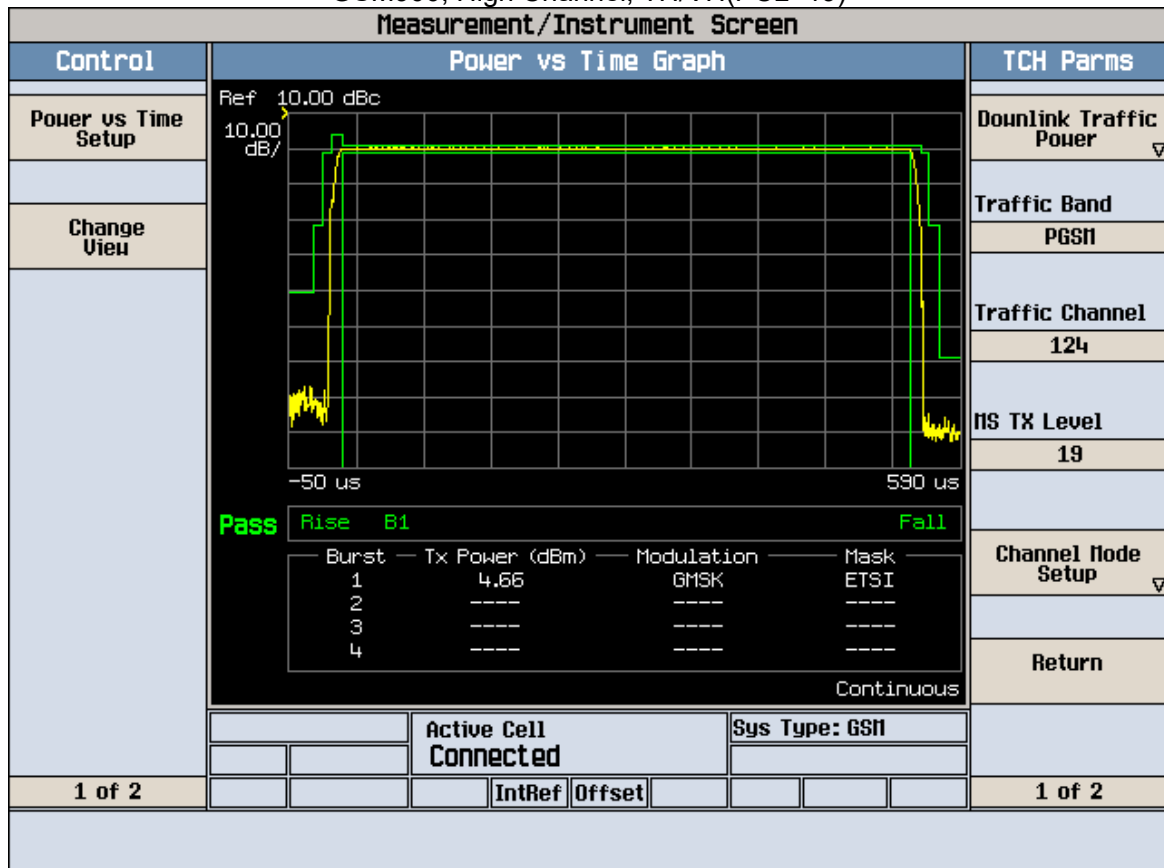 Measurement/Instrument Screen
Control
Power vs Time Graph
TCH Parms
Power vs Time
Setup
Change
View
1 of 2
Ref 10.00 dBc
10.00
dB/
-50 us
590 us
Pass
Rise B1
Fall
Burst Tx Power (dBm) Modulation Mask
1 4.66 GMSK ETSI
2 ---- ---- ----
3 ---- ---- ----
4 ---- ---- ----
Continuous
Active Cell
Connected
Sys Type: GSM
IntRef Offset
Downlink Traffic
Power
Traffic Band
PGSM
Traffic Channel
124
MS TX Level
19
Channel Mode
Setup
Return
1 of 2